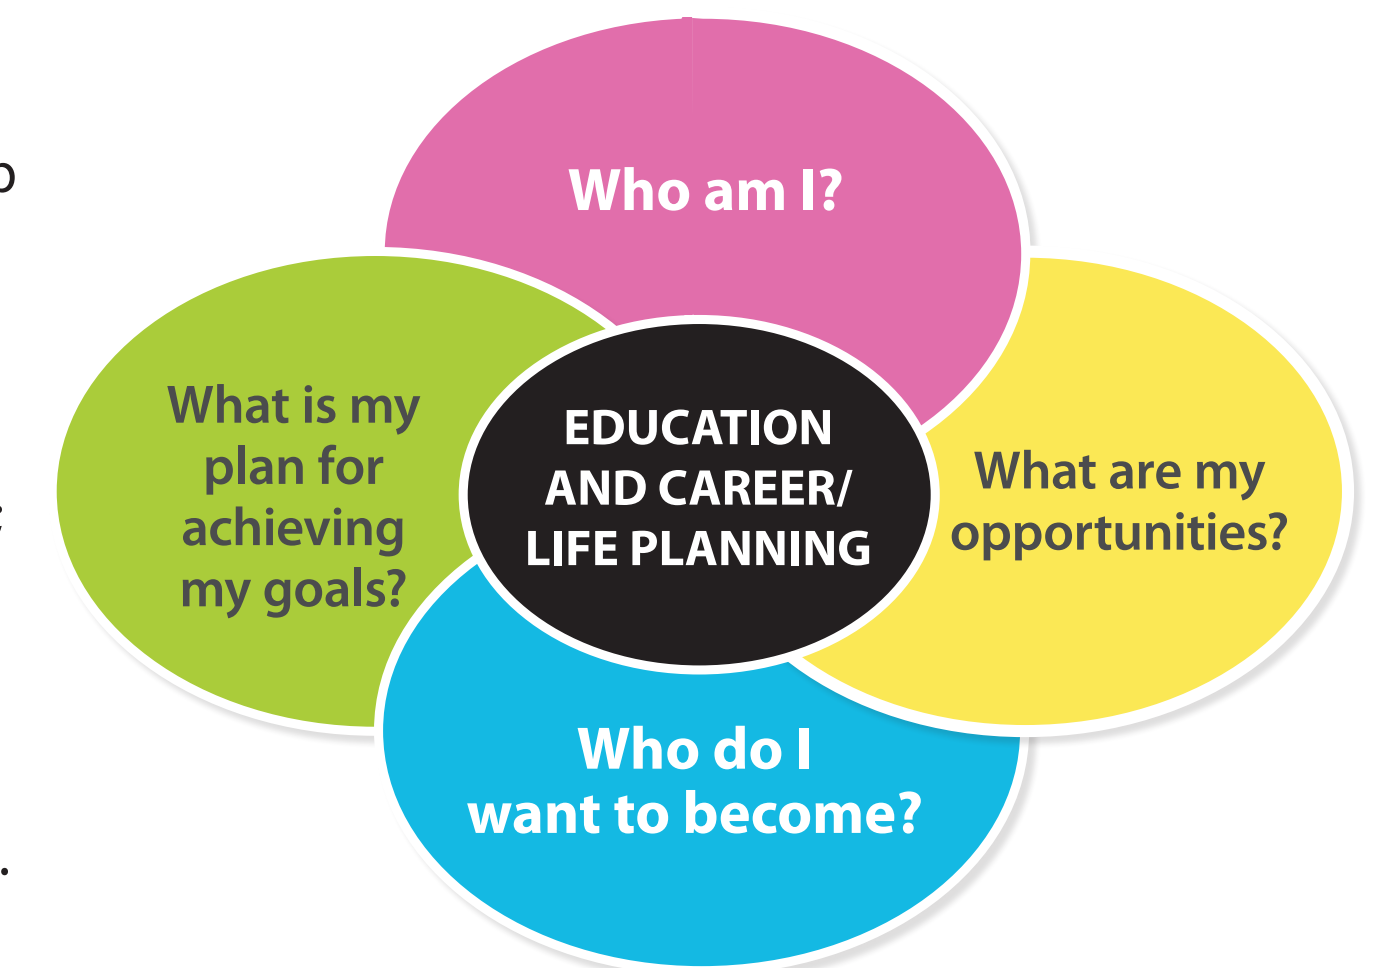 Who am I?
What is my
plan for
achieving
my goals?
EDUCATION
AND CAREER/
LIFE PLANNING
What are my
opportunities?
Who do I
want to become?